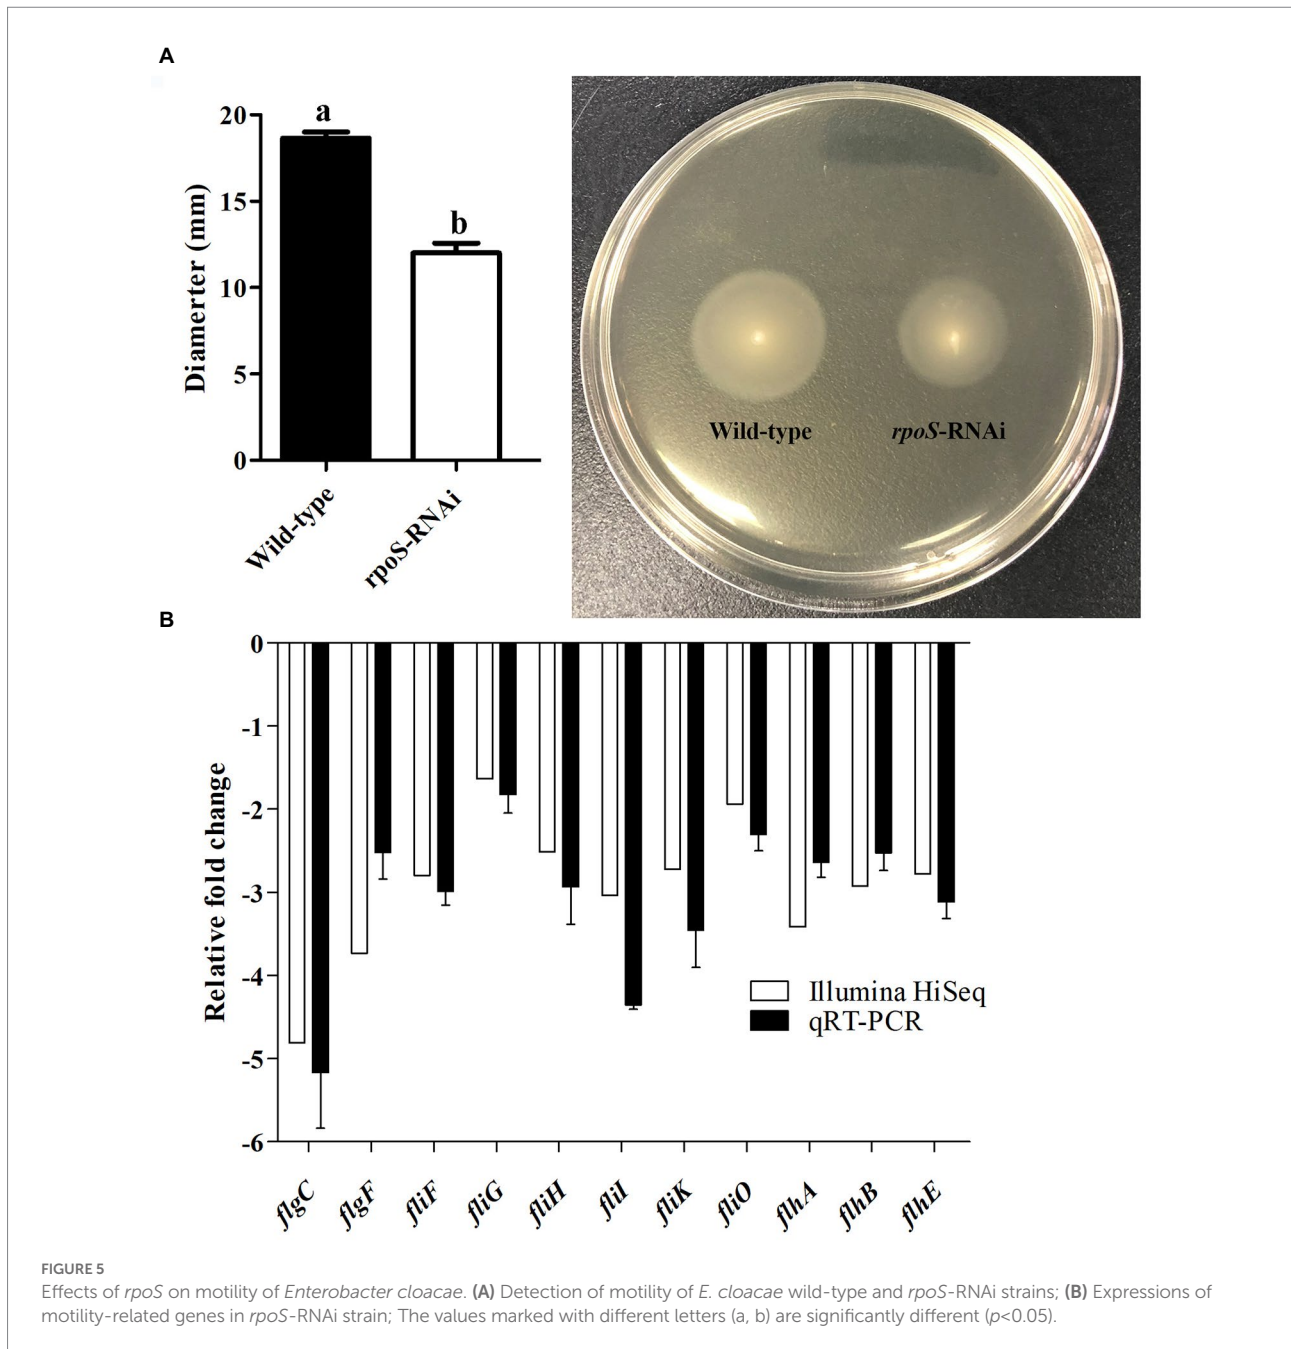 A
20
15
10
5
0
Diamerter (mm)
a
b
Wild-type
rpoS-RNAi
Wild-type
rpoS-RNAi
B
0
-1
-2
-3
-4
-5
-6
Relative fold change
Illumina HiSeq
qRT-PCR
flgC
flgF
fliF
fliG
fliH
fliI
fliK
fliO
flhA
flhB
flhE
FIGURE 5
Effects of rpoS on motility of Enterobacter cloacae. (A) Detection of motility of E. cloacae wild-type and rpoS-RNAi strains; (B) Expressions of
motility-related genes in rpoS-RNAi strain; The values marked with different letters (a, b) are significantly different (p<0.05).